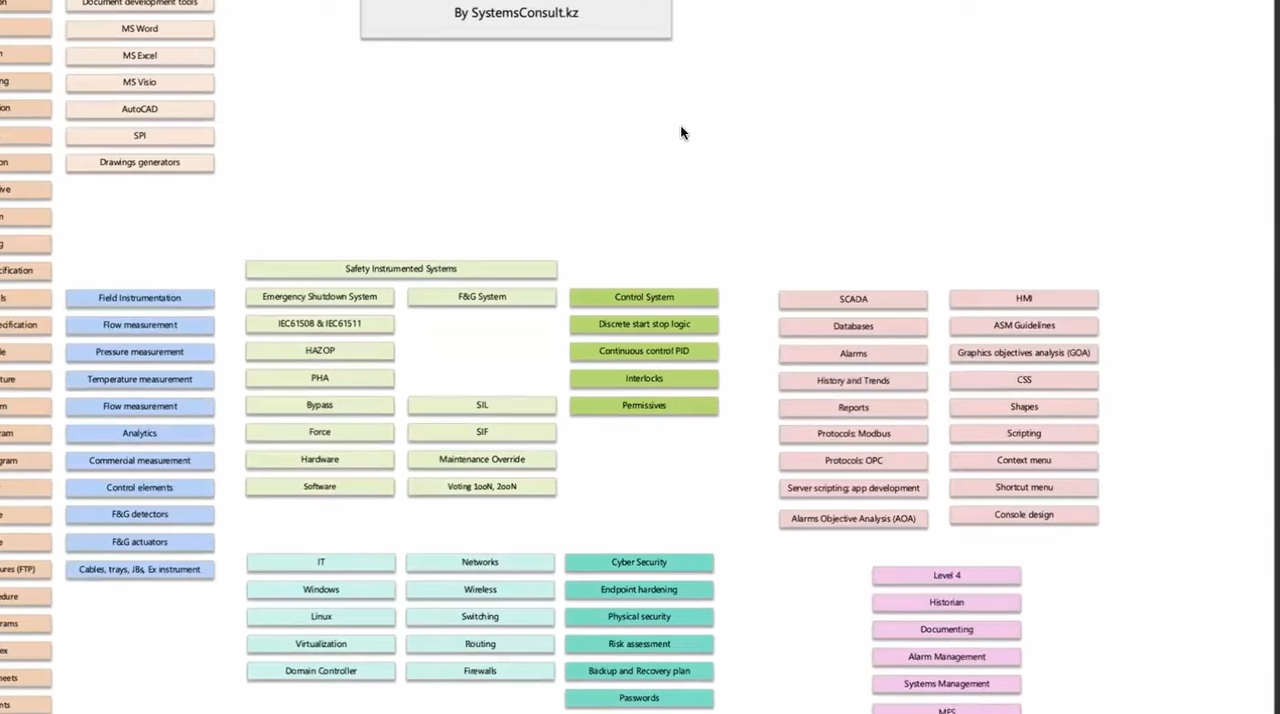 Document development tools
By SystemsConsult.kz
MS Word
MS Excel
MS Visio
AutoCAD
SPI
Drawings generators
Field Instrumentation
Flow measurement
Pressure measurement
Temperature measurement
Flow measurement
Analytics
Commercial measurement
Control elements
F&G detectors
F&G actuators
Cables, trays, JBs, Ex instrument
Safety Instrumented Systems
Emergency Shutdown System
IEC61508 & IEC61511
HAZOP
PHA
Bypass
Force
Hardware
Software
F&G System
SIL
SIF
Maintenance Override
Voting 1ooN, 2ooN
Control System
Discrete start stop logic
Continuous control PID
Interlocks
Permissives
SCADA
Databases
Alarms
History and Trends
Reports
Protocols: Modbus
Protocols: OPC
Server scripting; app development
Alarms Objective Analysis (AOA)
HMI
ASM Guidelines
Graphics objectives analysis (GOA)
CSS
Shapes
Scripting
Context menu
Shortcut menu
Console design
IT
Windows
Linux
Virtualization
Domain Controller
Networks
Wireless
Switching
Routing
Firewalls
Cyber Security
Endpoint hardening
Physical security
Risk assessment
Backup and Recovery plan
Passwords
Level 4
Historian
Documenting
Alarm Management
Systems Management
MES